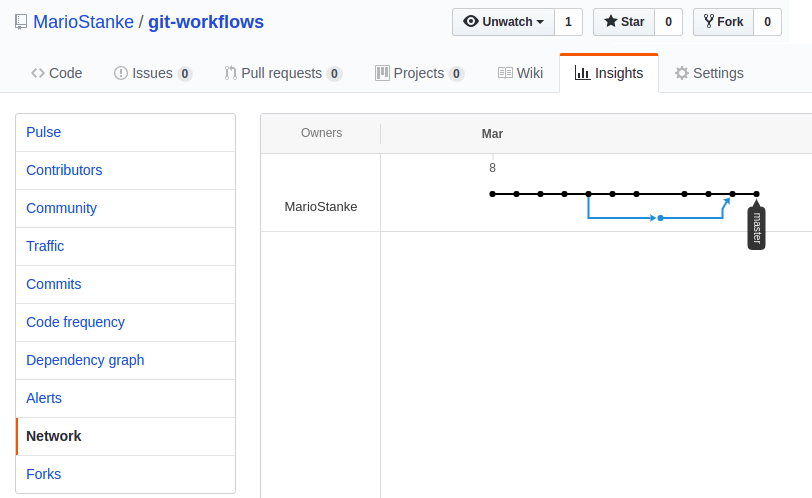 MarioStanke / git-workflows
Unwatch 1 Star 0 Fork 0
Code Issues 0 Pull requests 0 Projects 0 Wiki Insights Settings
Pulse
Contributors
Community
Traffic
Commits
Code frequency
Dependency graph
Alerts
Network
Forks
Owners Mar
8
MarioStanke
master